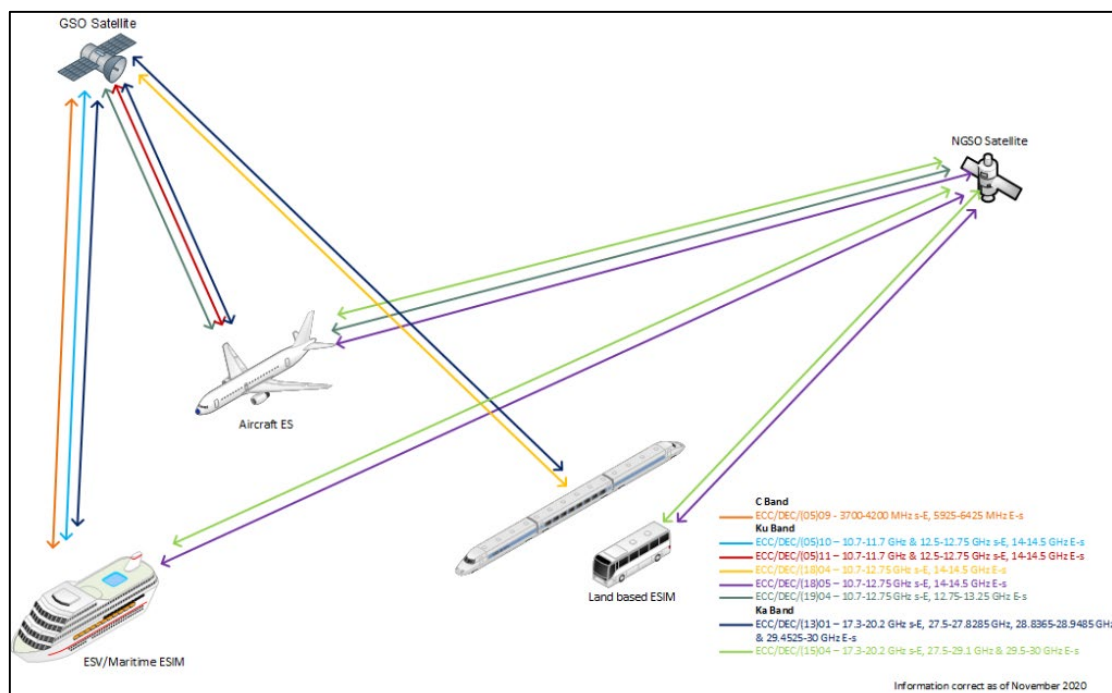 GSO Satellite
NGSO Satellite
Aircraft ES
Land based ESIM
ESV/Maritime ESIM
C Band
ECC/DEC/(05)09 - 3700-4200 MHz s-E, 5925-6425 MHz E-s
Ku Band
ECC/DEC/(05)10 – 10.7-11.7 GHz & 12.5-12.75 GHz s-E, 14-14.5 GHz E-s
ECC/DEC/(05)11 – 10.7-11.7 GHz & 12.5-12.75 GHz s-E, 14-14.5 GHz E-s
ECC/DEC/(18)04 – 10.7-12.75 GHz s-E, 14-14.5 GHz E-s
ECC/DEC/(18)05 – 10.7-12.75 GHz s-E, 14-14.5 GHz E-s
ECC/DEC/(19)04 – 10.7-12.75 GHz s-E, 12.75-13.25 GHz E-s
Ka Band
ECC/DEC/(13)01 – 17.3-20.2 GHz s-E, 27.5-27.8285 GHz, 28.8365-28.9485 GHz
& 29.4525-30 GHz E-s
ECC/DEC/(15)04 – 17.3-20.2 GHz s-E, 27.5-29.1 GHz & 29.5-30 GHz E-s
Information correct as of November 2020